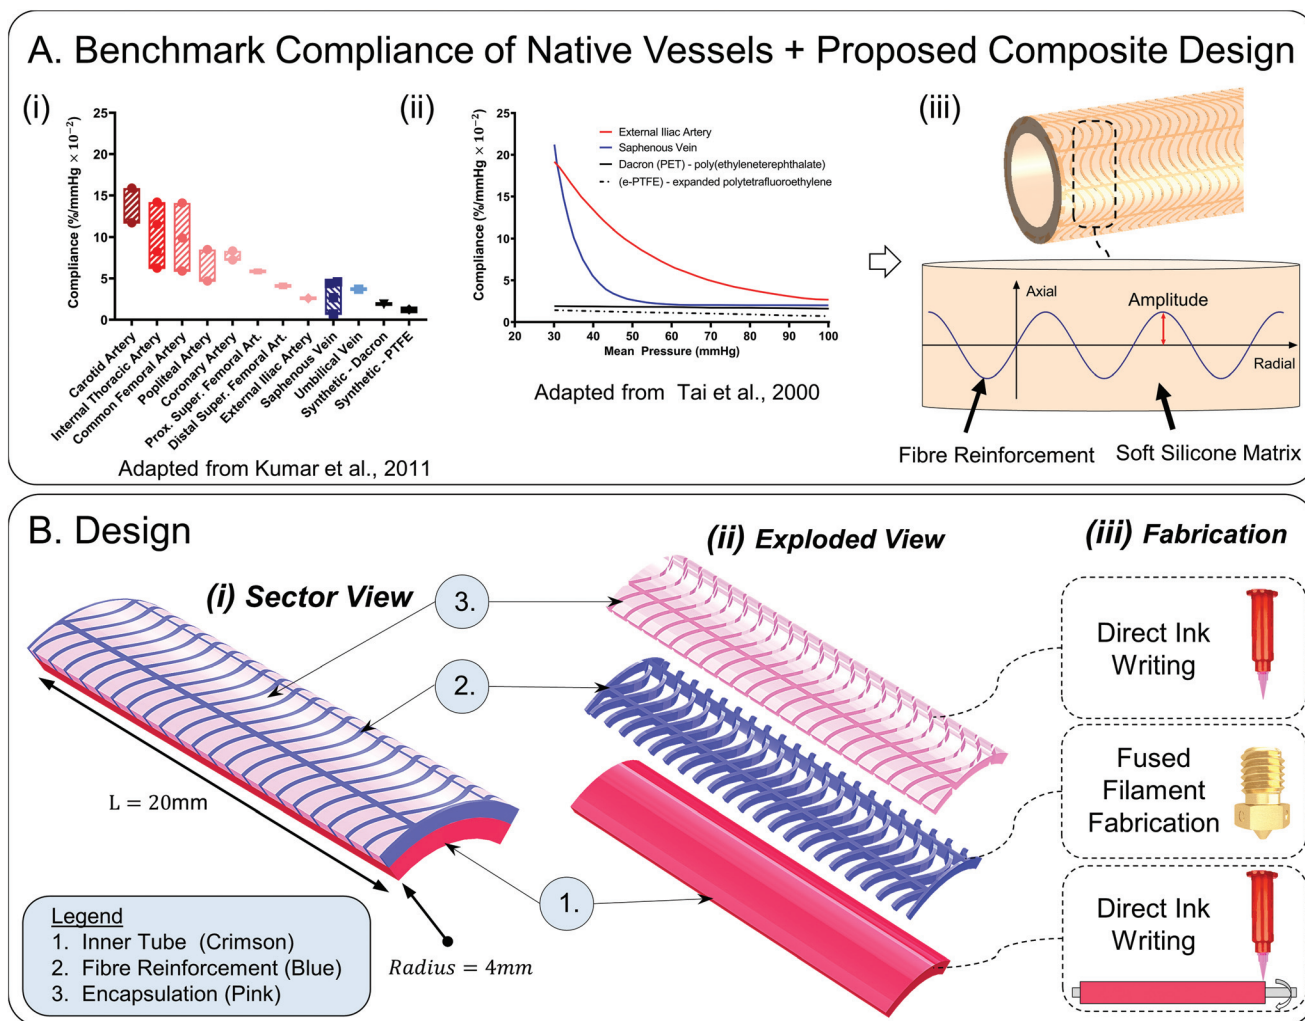 A. Benchmark Compliance of Native Vessels + Proposed Composite Design
(i)
Compliance (%/mmHg × 10⁻²)
25
20
15
10
5
0
Carotid Artery
Internal Thoracic Artery
Common Femoral Artery
Popliteal Artery
Coronary Artery
Prox. Super. Femoral Art.
Distal Super. Femoral Art.
External Iliac Artery
Saphenous Vein
Umbilical Vein
Synthetic - Dacron
Synthetic - PTFE
Adapted from Kumar et al., 2011
(ii)
Compliance (%/mmHg × 10⁻²)
25
20
15
10
5
0
External Iliac Artery
Saphenous Vein
Dacron (PET) - poly(ethyleneterephthalate)
(e-PTFE) - expanded polytetrafluoroethylene
20 30 40 50 60 70 80 90 100
Mean Pressure (mmHg)
Adapted from Tai et al., 2000
(iii)
Axial
Amplitude
Radial
Fibre Reinforcement
Soft Silicone Matrix
B. Design
(i) Sector View
(ii) Exploded View
(iii) Fabrication
3.
2.
1.
L = 20mm
Radius = 4mm
Direct Ink
Writing
Fused
Filament
Fabrication
Direct Ink
Writing
Legend
1. Inner Tube (Crimson)
2. Fibre Reinforcement (Blue)
3. Encapsulation (Pink)